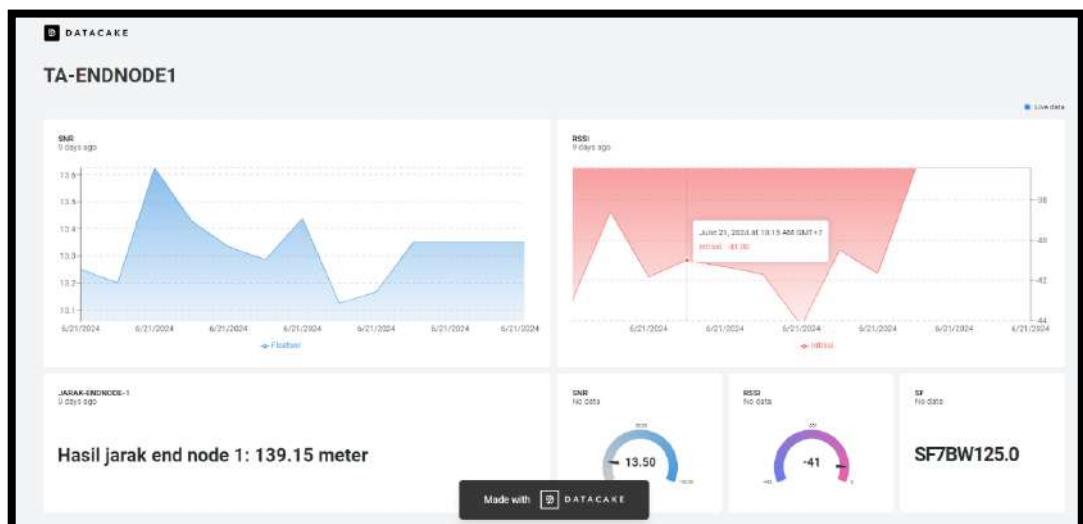 DATACAKE
TA-ENDNODE1
Live data
SNR
9 days ago
RSSI
9 days ago
13.6
13.5
13.4
13.3
13.2
13.1
6/21/2024 6/21/2024 6/21/2024 6/21/2024 6/21/2024 6/21/2024 6/21/2024
-38
-40
-42
-44
June 21, 2024 at 10:15 AM GMT+7
-41.00
6/21/2024 6/21/2024 6/21/2024 6/21/2024 6/21/2024 6/21/2024
JARAK-ENDNODE-1
9 days ago
Hasil jarak end node 1: 139.15 meter
SNR
No data
13.50
RSSI
No data
-41
SF
No data
SF7BW125.0
Made with DATACAKE